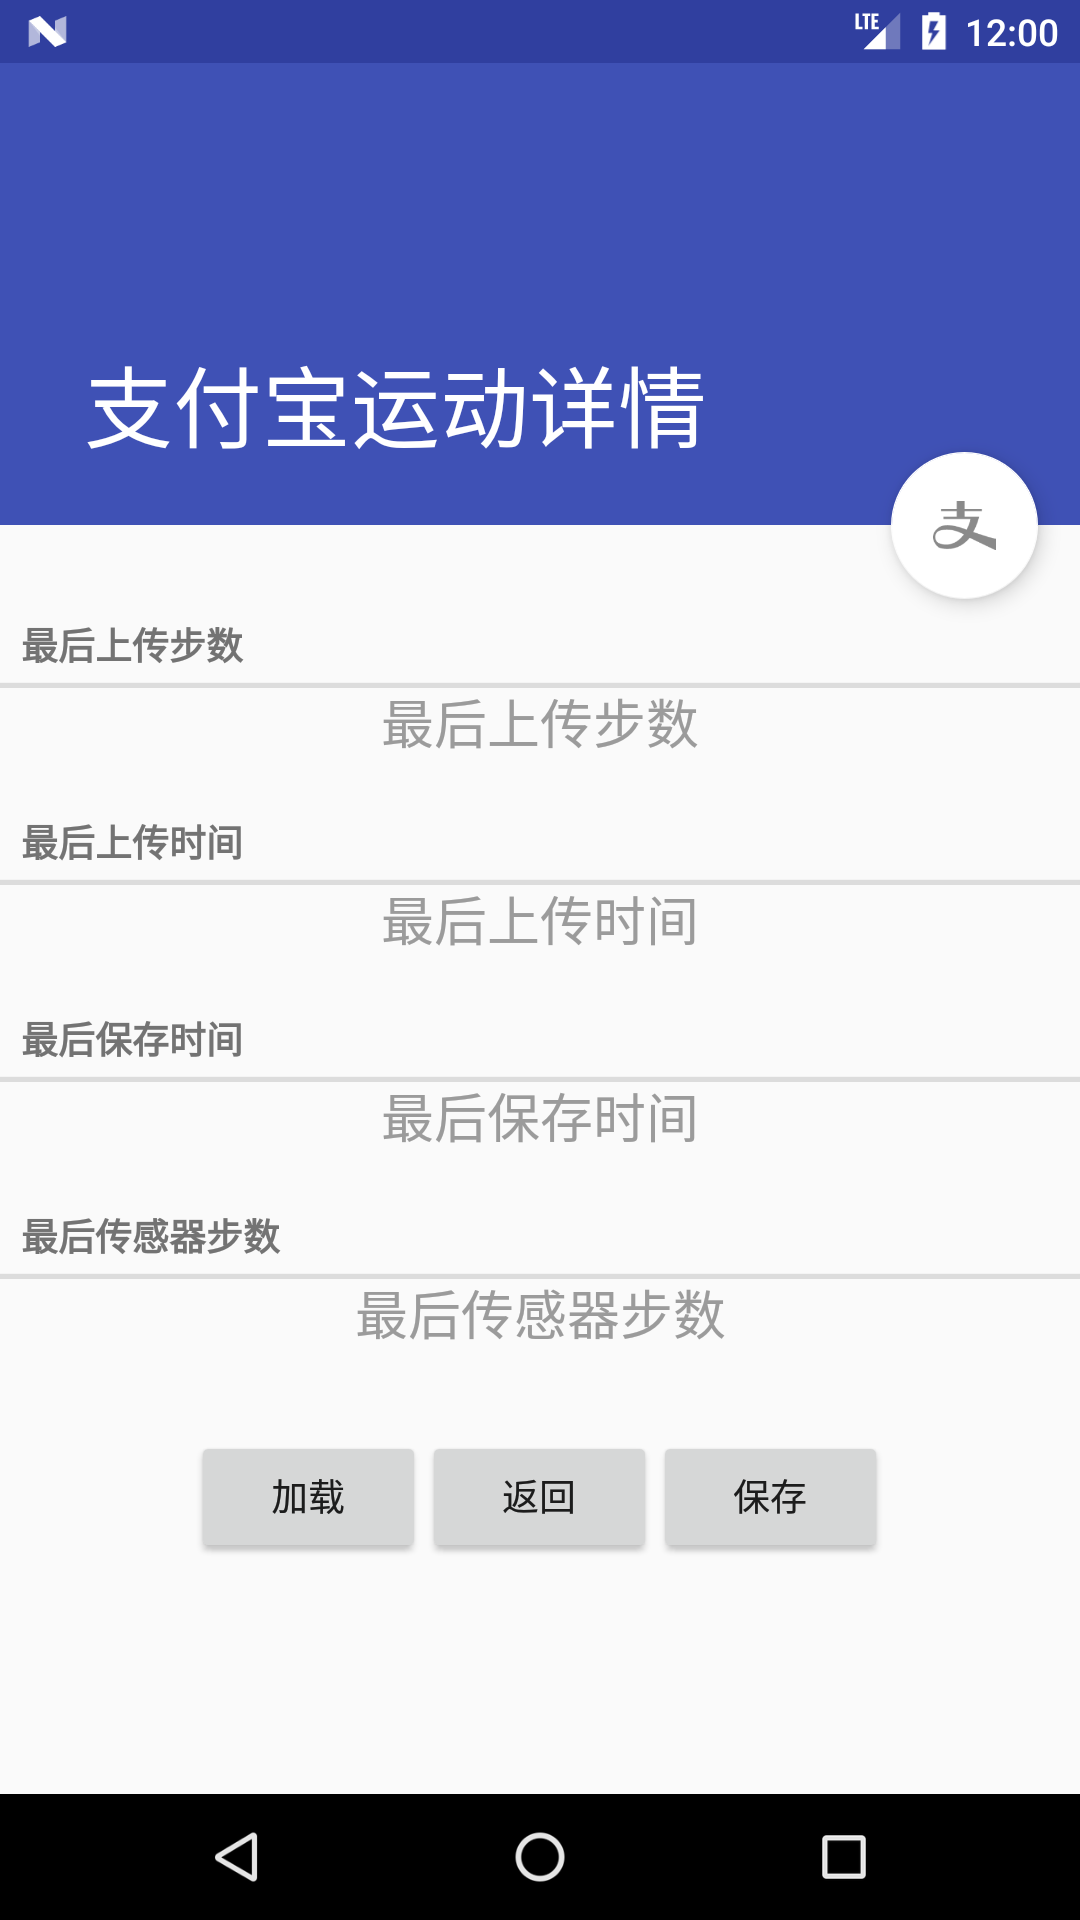 LTE 12:00
支付宝运动详情
支
最后上传步数
最后上传步数
最后上传时间
最后上传时间
最后保存时间
最后保存时间
最后传感器步数
最后传感器步数
加载 返回 保存